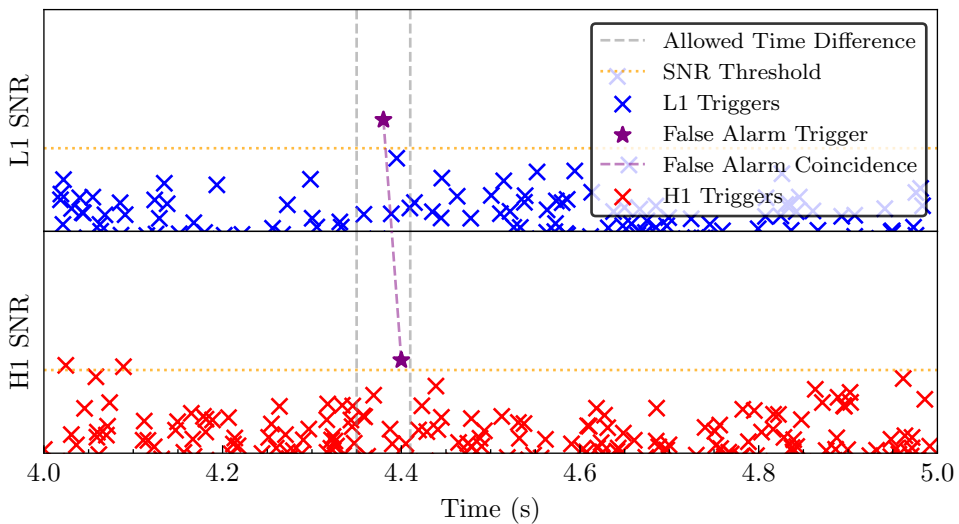 L1 SNR
H1 SNR
Allowed Time Difference
SNR Threshold
L1 Triggers
False Alarm Trigger
False Alarm Coincidence
H1 Triggers
4.0 4.2 4.4 4.6 4.8 5.0
Time (s)